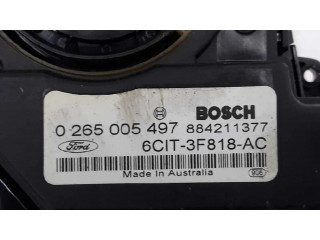 BOSCH
0 265 005 497 884211377
Ford 6CIT-3F818-AC
Made In Australia